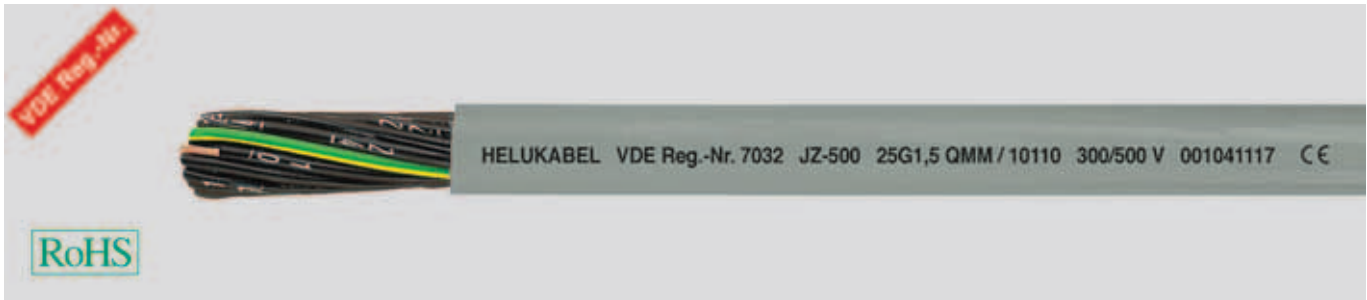 VDE Reg.-Nr.
HELUKABEL VDE Reg.-Nr. 7032 JZ-500 25G1,5 QMM / 10110 300/500 V 001041117 CE
RoHS